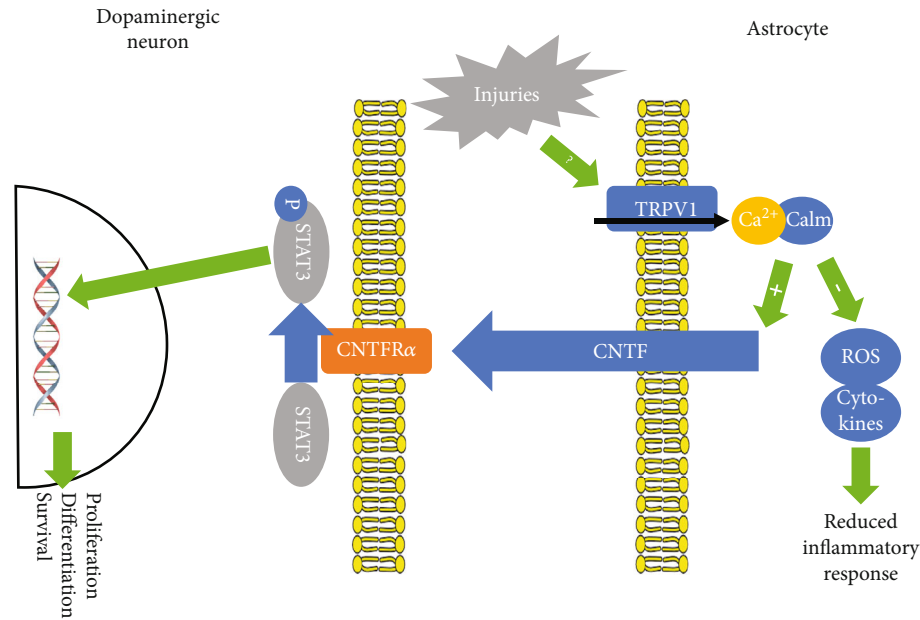 Dopaminergic
neuron
Astrocyte
Injuries
?
TRPV1
Ca²⁺
Calm
P
STAT3
+
-
CNTFRα
CNTF
ROS
Cyto-
kines
STAT3
Proliferation
Differentiation
Survival
Reduced
inflammatory
response